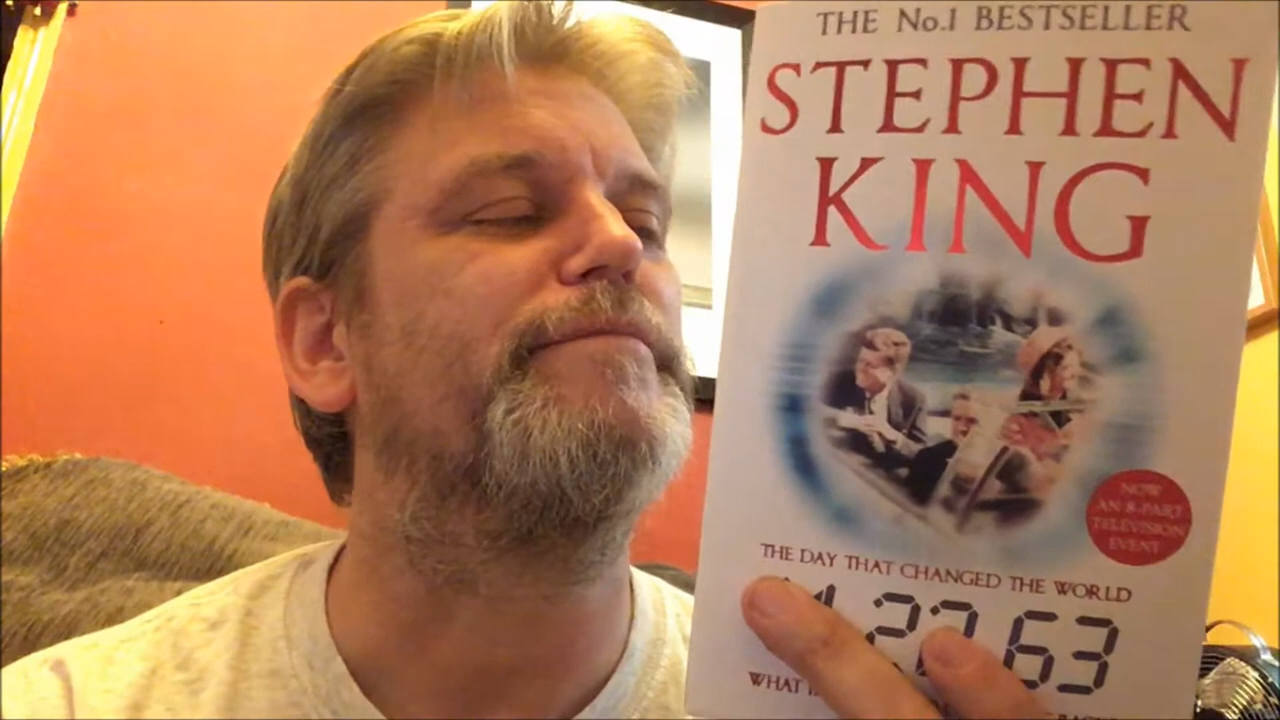 THE No.1 BESTSELLER
STEPHEN
KING
NOW
AN 8-PART
TELEVISION
EVENT
THE DAY THAT CHANGED THE WORLD
22 63
WHAT